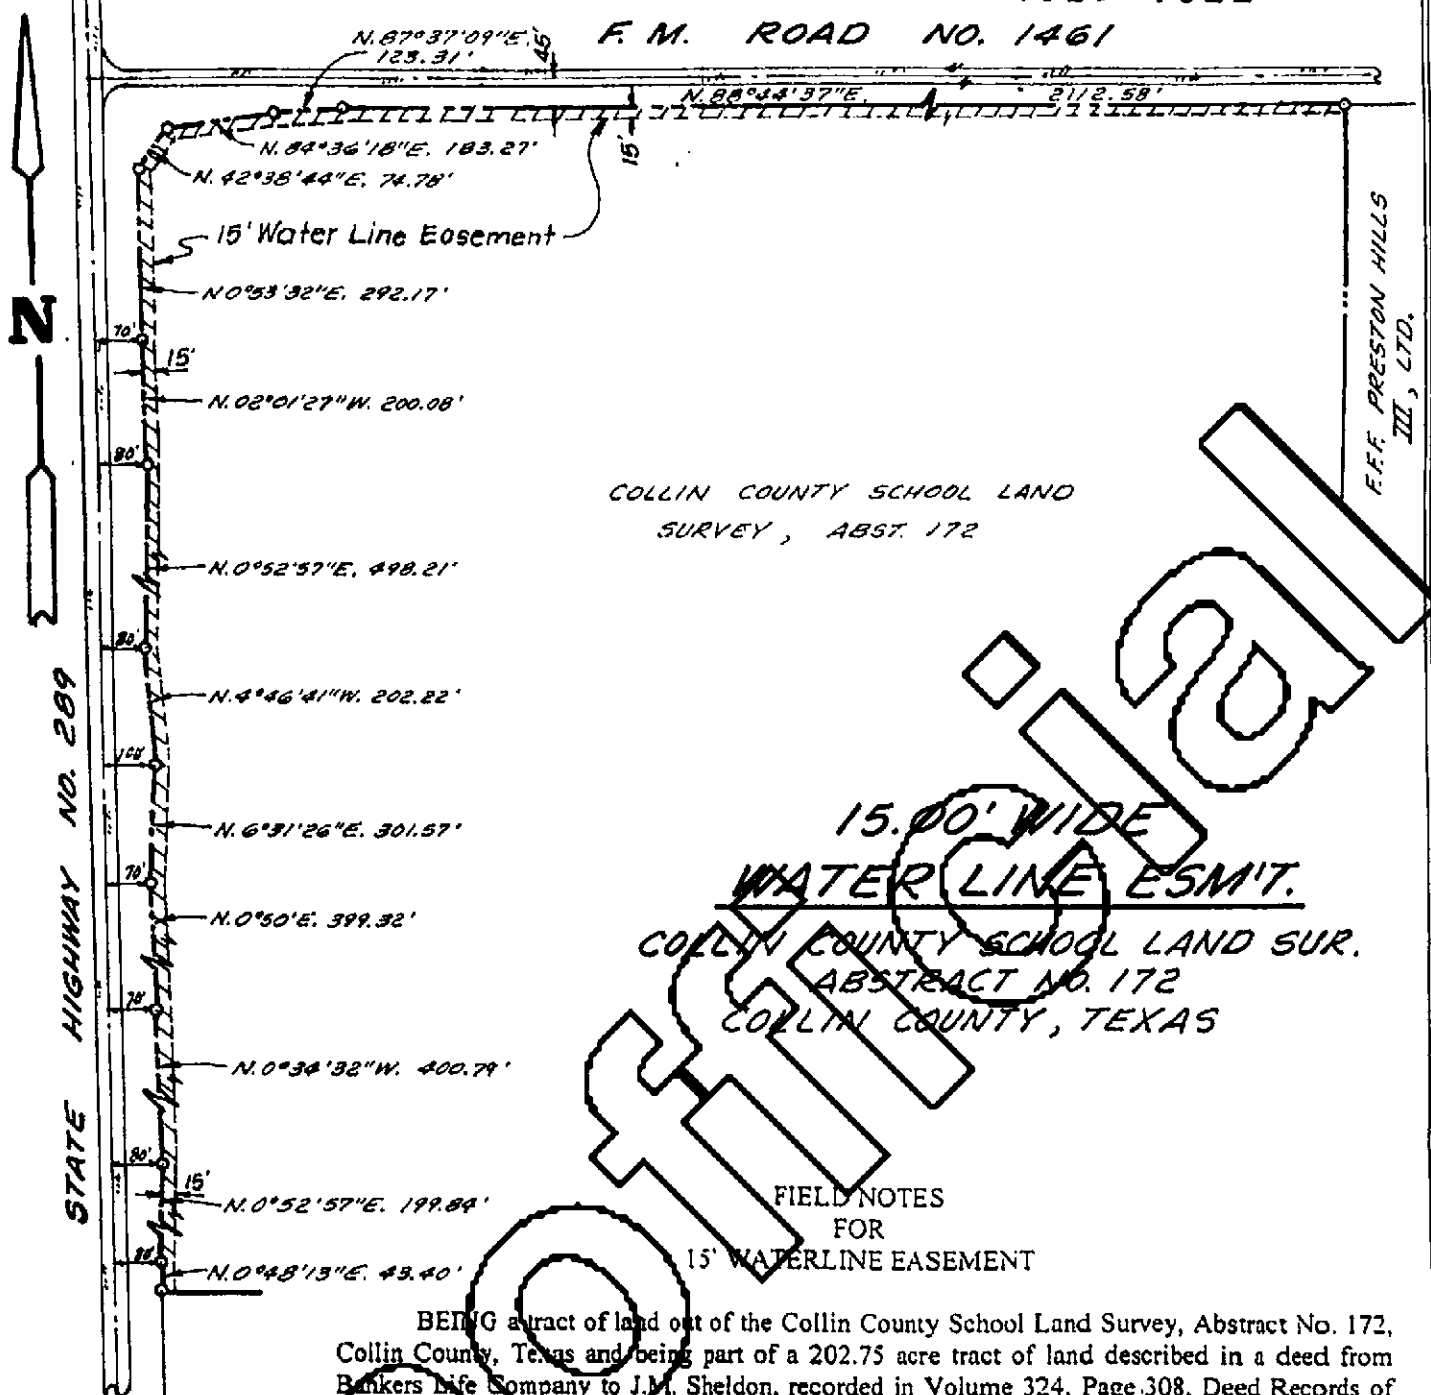 F. M. ROAD NO. 1461
N. 87°37'09"E.
123.31'
45'
N. 88°44'37"E. 2112.58'
N. 84°36'18"E. 183.27'
15'
N. 42°38'44"E. 74.78'
15' Water Line Easement
N 0°53'32"E. 292.17'
N
70'
15'
N. 02°01'27"W. 200.08'
80'
F.F.F. PRESTON HILLS
III, LTD.
COLLIN COUNTY SCHOOL LAND
SURVEY, ABST. 172
N. 0°52'57"E. 498.21'
80'
N. 4°46'41"W. 202.22'
100'
STATE HIGHWAY NO. 289
N. 6°31'26"E. 301.57'
70'
N. 0°50'E. 399.32'
70'
N. 0°34'32"W. 400.79'
80'
15'
N. 0°52'57"E. 199.84'
80'
N. 0°48'13"E. 43.40'
15.00' WIDE
WATER LINE ESM'T.
COLLIN COUNTY SCHOOL LAND SUR.
ABSTRACT NO. 172
COLLIN COUNTY, TEXAS
FIELD NOTES
FOR
15' WATERLINE EASEMENT
BEING a tract of land out of the Collin County School Land Survey, Abstract No. 172,
Collin County, Texas and being part of a 202.75 acre tract of land described in a deed from
Bankers Life Company to J.M. Sheldon, recorded in Volume 324, Page 308, Deed Records of
official